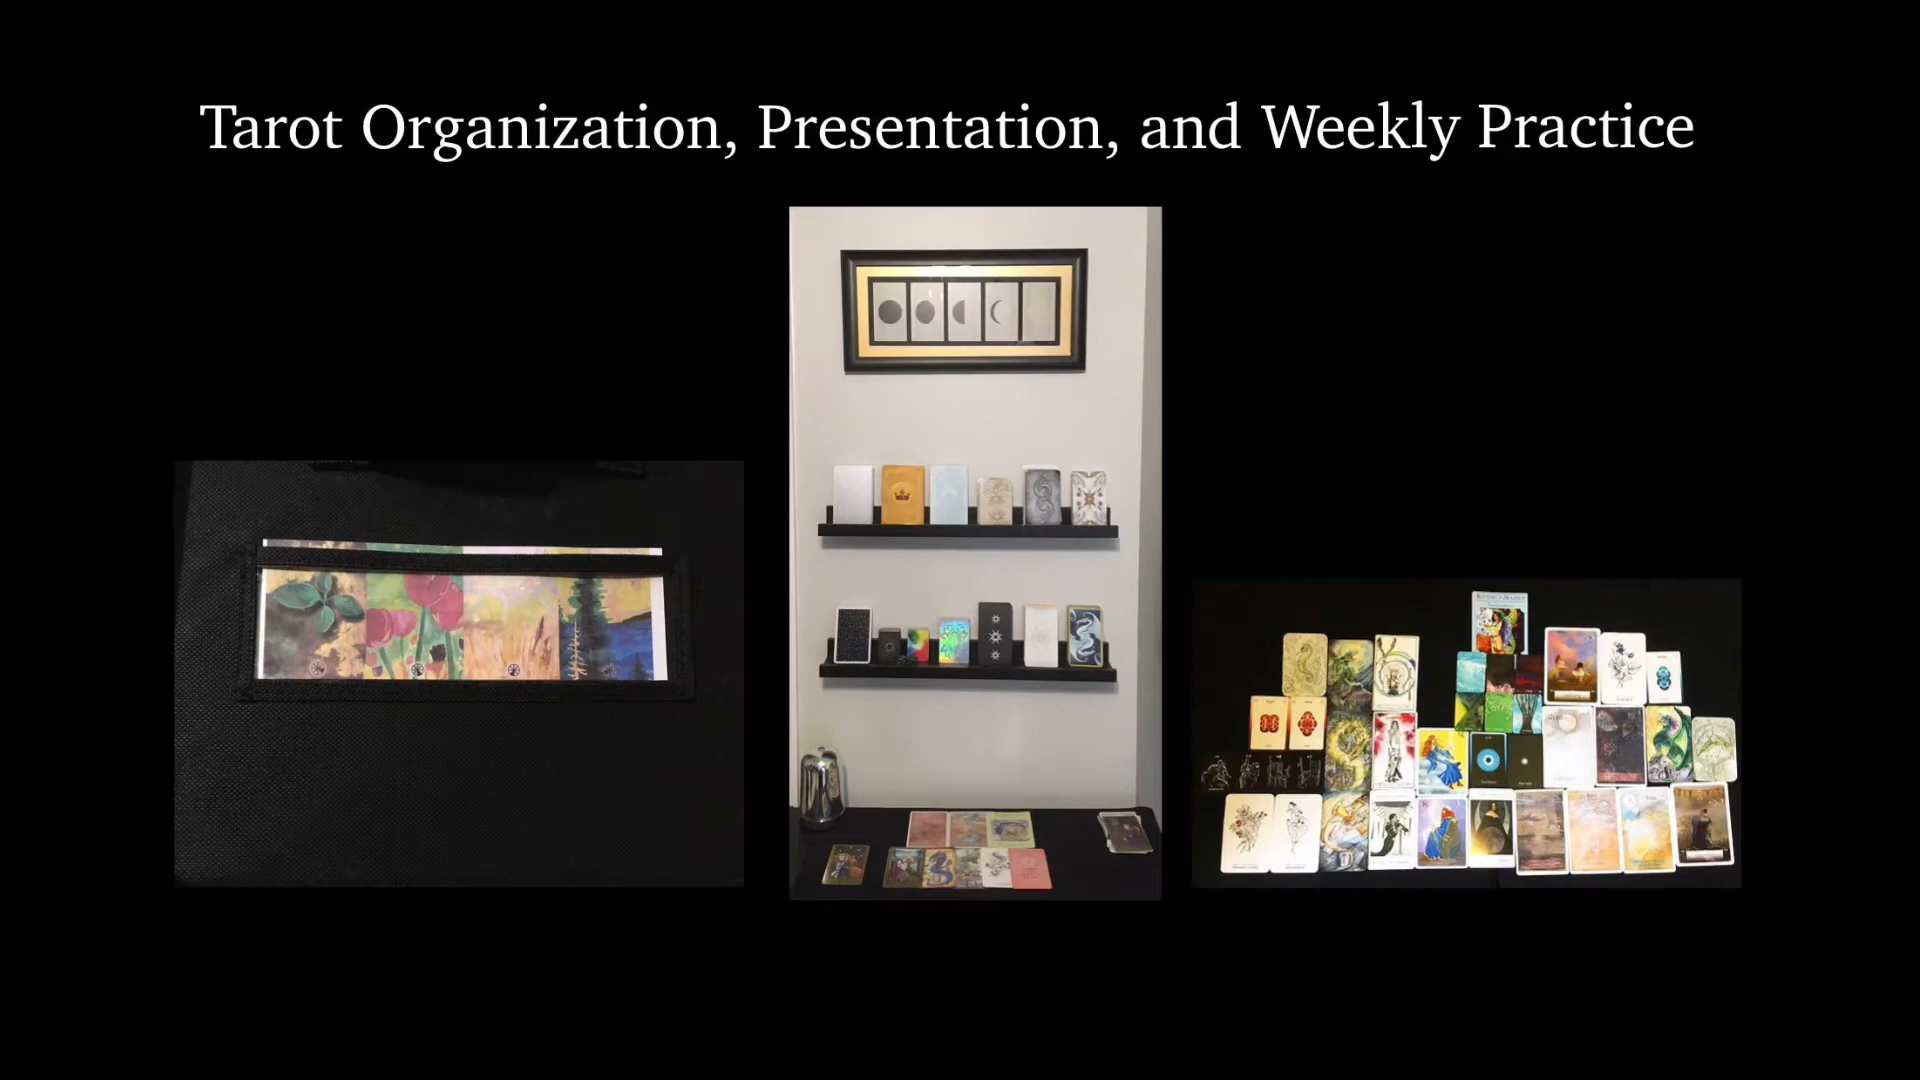 Tarot Organization, Presentation, and Weekly Practice